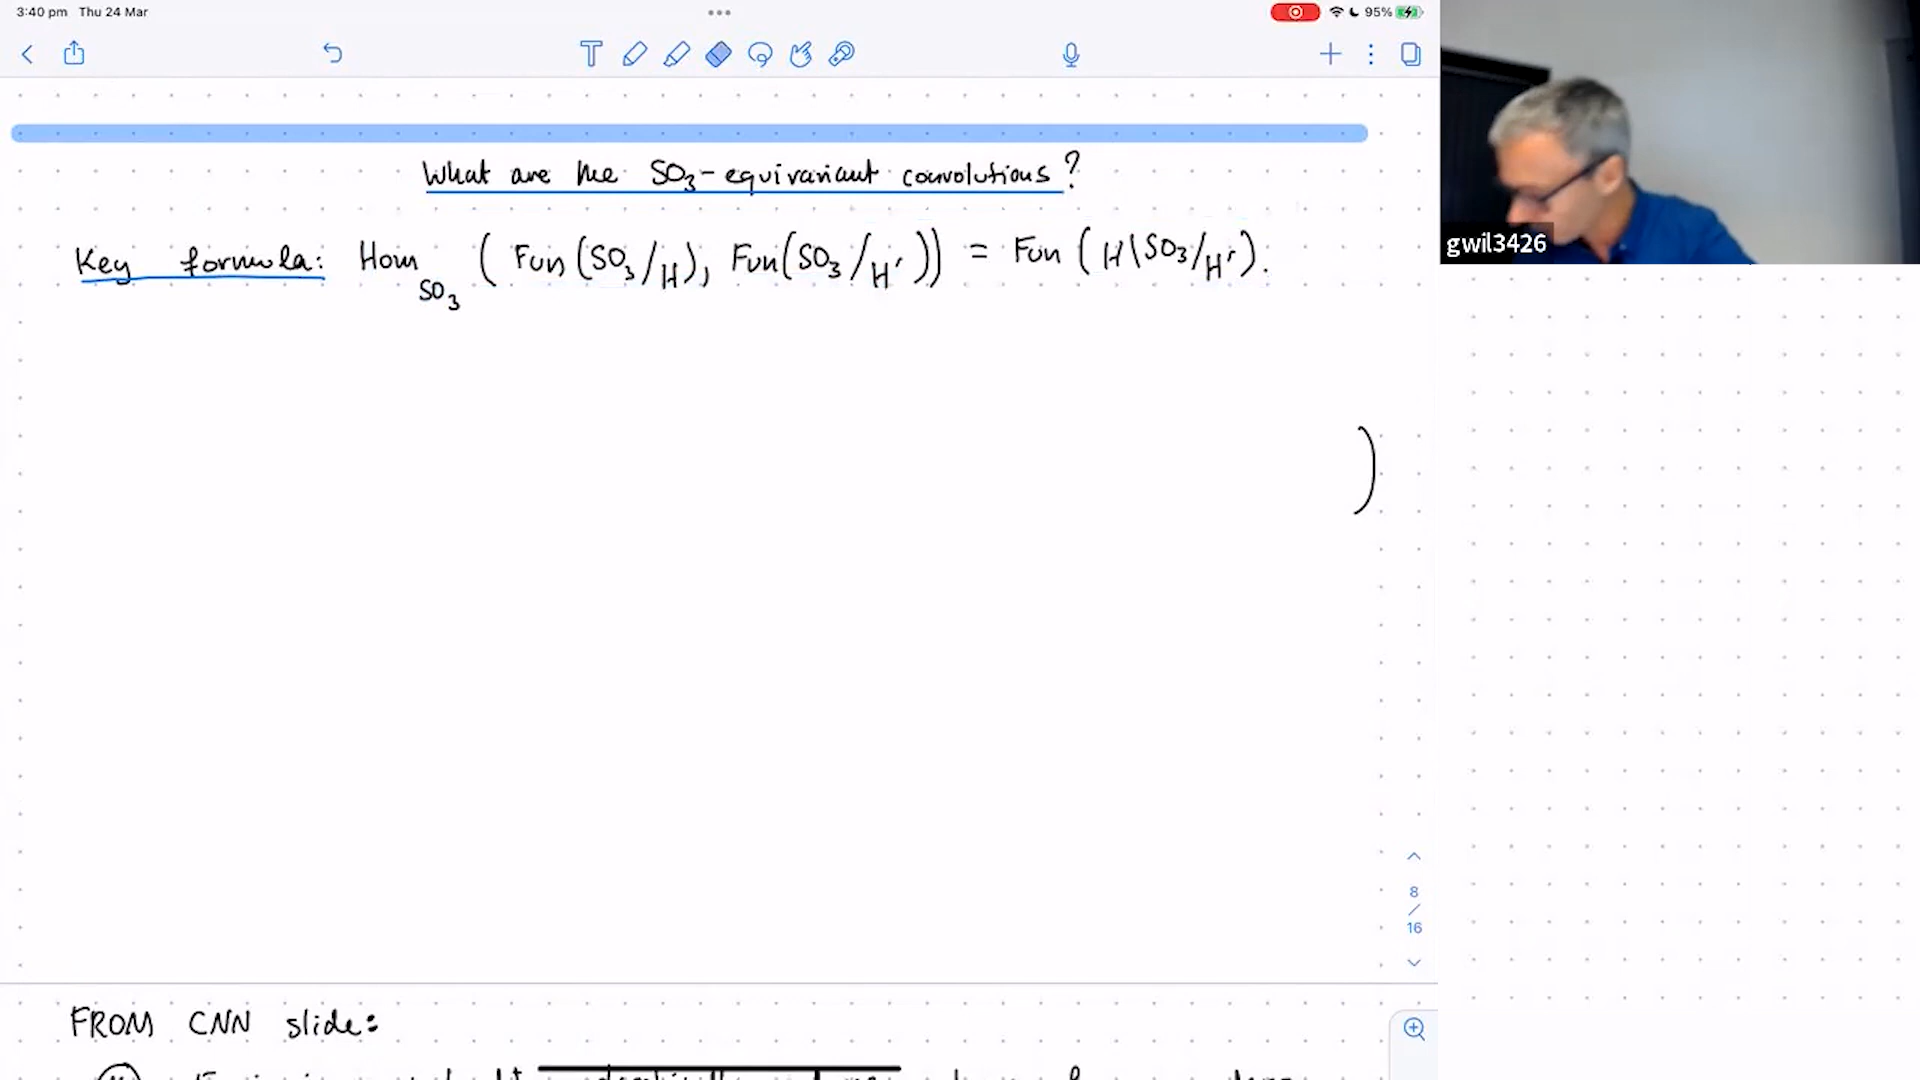 3:40 pm Thu 24 Mar
95%
What are the SO₃-equivariant convolutions?
Key formula: Hom_SO₃ ( Fun(SO₃/H), Fun(SO₃/H')) = Fun ( H\SO₃/H').
gwil3426
8
/
16
FROM CNN slide: